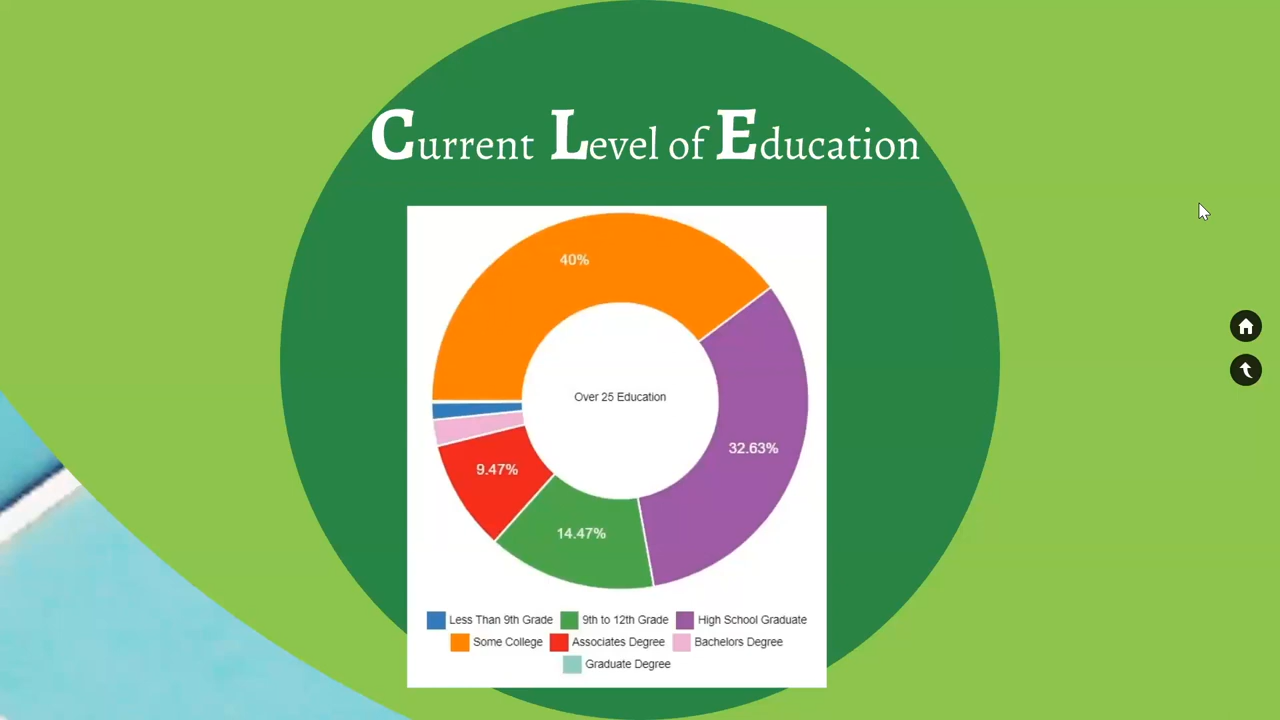 Current Level of Education
40%
Over 25 Education
32.63%
9.47%
14.47%
Less Than 9th Grade 9th to 12th Grade High School Graduate
Some College Associates Degree Bachelors Degree
Graduate Degree